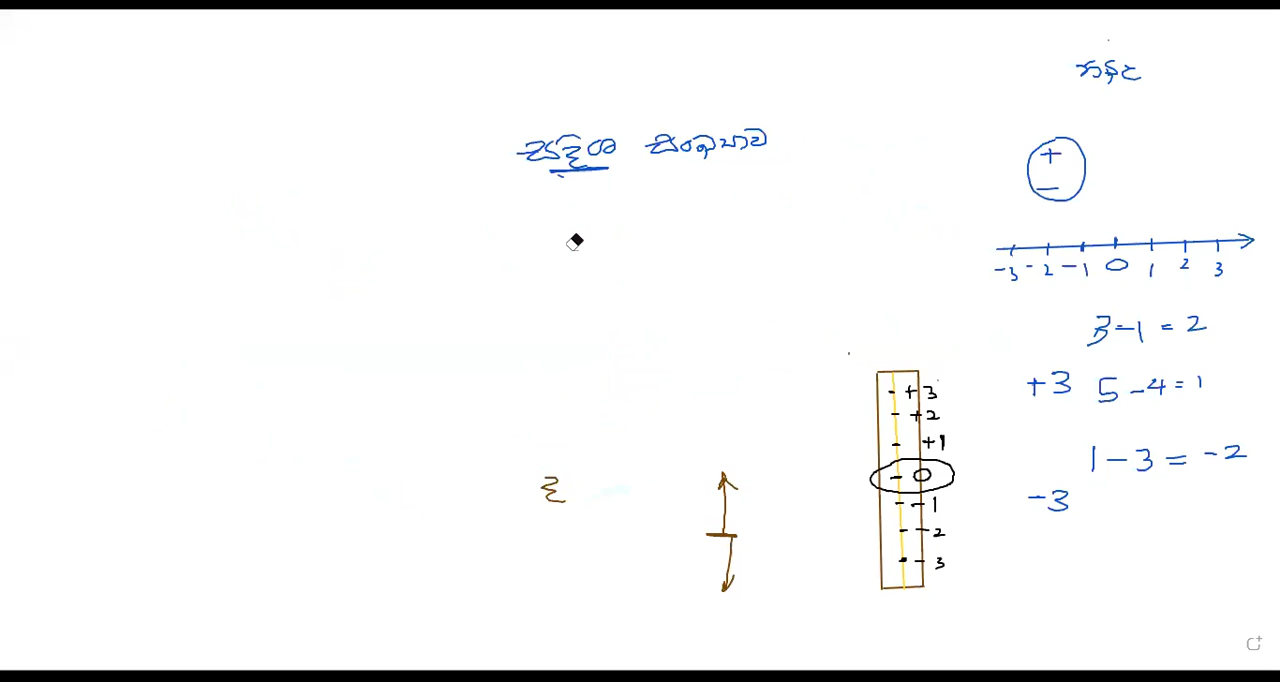 සදිශ සංඛ්‍යාව
+
−
-3 -2 -1 0 1 2 3
3-1 = 2
+3 5-4=1
1-3 = -2
-3
+3
+2
+1
0
-1
-2
-3